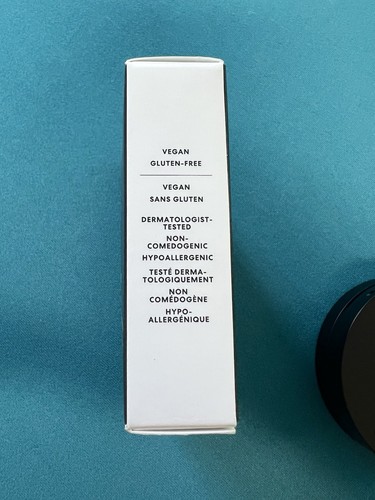 VEGAN
GLUTEN-FREE
VEGAN
SANS GLUTEN
DERMATOLOGIST-
TESTED
NON-
COMEDOGENIC
HYPOALLERGENIC
TESTÉ DERMA-
TOLOGIQUEMENT
NON
COMÉDOGÈNE
HYPO-
ALLERGÉNIQUE